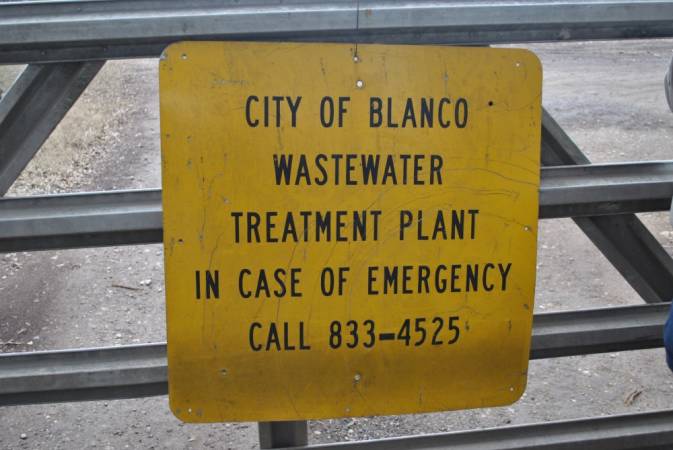 CITY OF BLANCO
WASTEWATER
TREATMENT PLANT
IN CASE OF EMERGENCY
CALL 833-4525